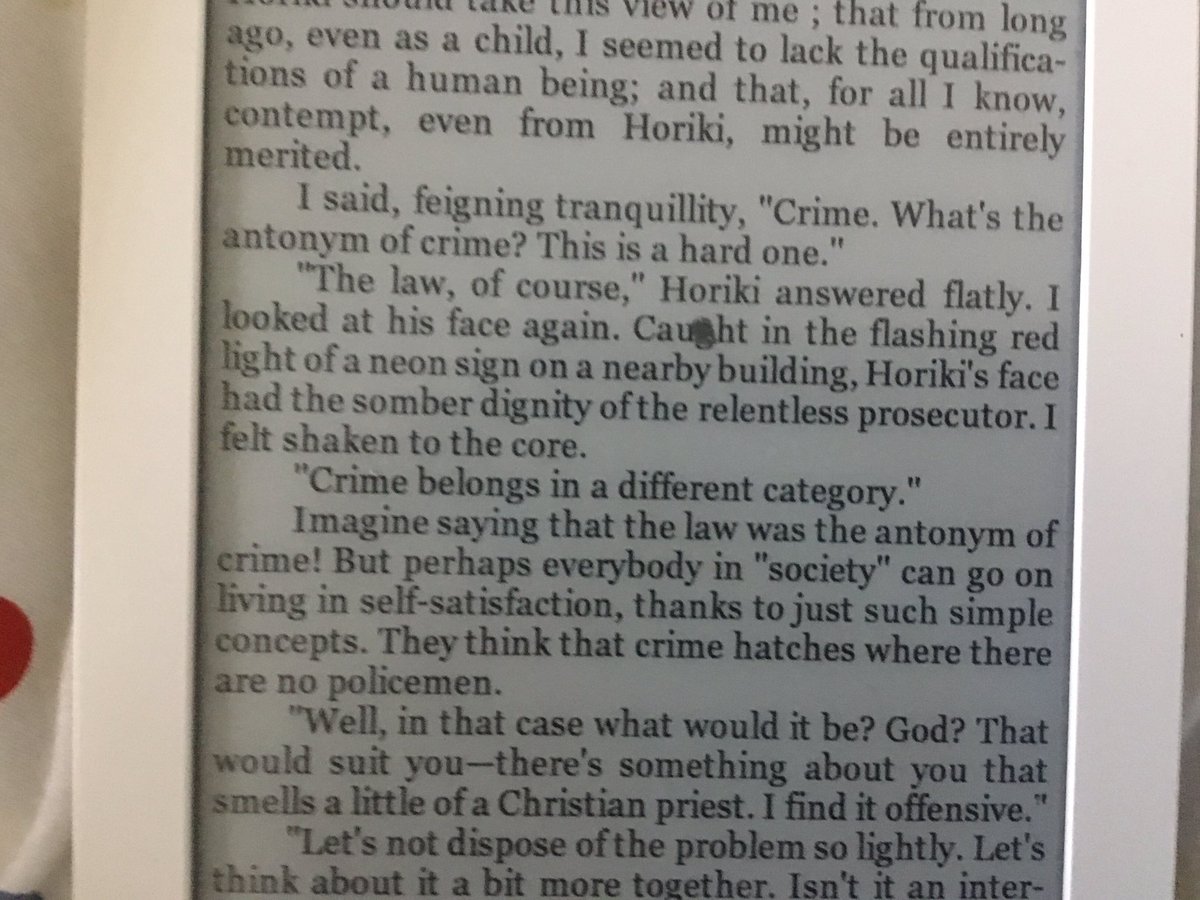 Horiki should take this view of me ; that from long
ago, even as a child, I seemed to lack the qualifica-
tions of a human being; and that, for all I know,
contempt, even from Horiki, might be entirely
merited.
I said, feigning tranquillity, "Crime. What's the
antonym of crime? This is a hard one."
"'The law, of course," Horiki answered flatly. I
looked at his face again. Caught in the flashing red
light of a neon sign on a nearby building, Horiki's face
had the somber dignity of the relentless prosecutor. I
felt shaken to the core.
"Crime belongs in a different category."
Imagine saying that the law was the antonym of
crime! But perhaps everybody in "society" can go on
living in self-satisfaction, thanks to just such simple
concepts. They think that crime hatches where there
are no policemen.
"Well, in that case what would it be? God? That
would suit you—there's something about you that
smells a little of a Christian priest. I find it offensive."
"Let's not dispose of the problem so lightly. Let's
think about it a bit more together. Isn't it an inter-